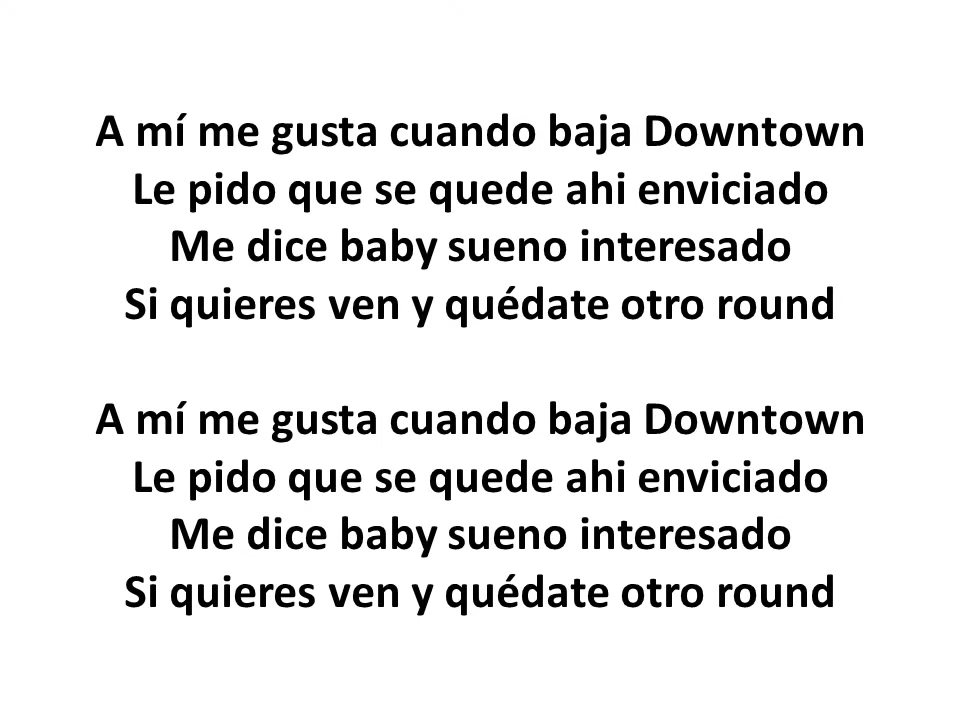 A mí me gusta cuando baja Downtown
Le pido que se quede ahi enviciado
Me dice baby sueno interesado
Si quieres ven y quédate otro round
A mí me gusta cuando baja Downtown
Le pido que se quede ahi enviciado
Me dice baby sueno interesado
Si quieres ven y quédate otro round